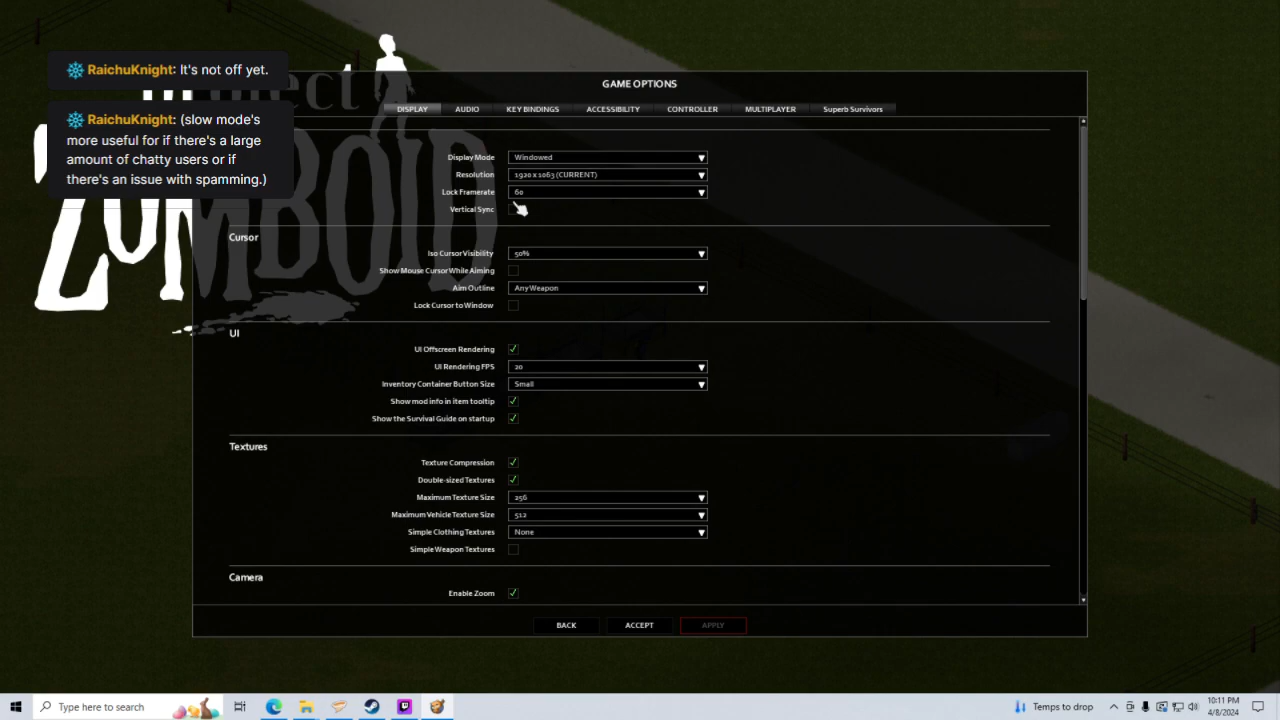 RaichuKnight: It's not off yet.
RaichuKnight: (slow mode's
more useful for if there's a large
amount of chatty users or if
there's an issue with spamming.)
ject
ZOMBOID
GAME OPTIONS
DISPLAY AUDIO KEY BINDINGS ACCESSIBILITY CONTROLLER MULTIPLAYER Superb Survivors
Display Mode Windowed
Resolution 1920 x 1063 (CURRENT)
Lock Framerate 60
Vertical Sync
Cursor
Iso Cursor Visibility 50%
Show Mouse Cursor While Aiming
Aim Outline Any Weapon
Lock Cursor to Window
UI
UI Offscreen Rendering
UI Rendering FPS 20
Inventory Container Button Size Small
Show mod info in item tooltip
Show the Survival Guide on startup
Textures
Texture Compression
Double-sized Textures
Maximum Texture Size 256
Maximum Vehicle Texture Size 512
Simple Clothing Textures None
Simple Weapon Textures
Camera
Enable Zoom
BACK ACCEPT APPLY
Type here to search
Temps to drop
10:11 PM
4/8/2024